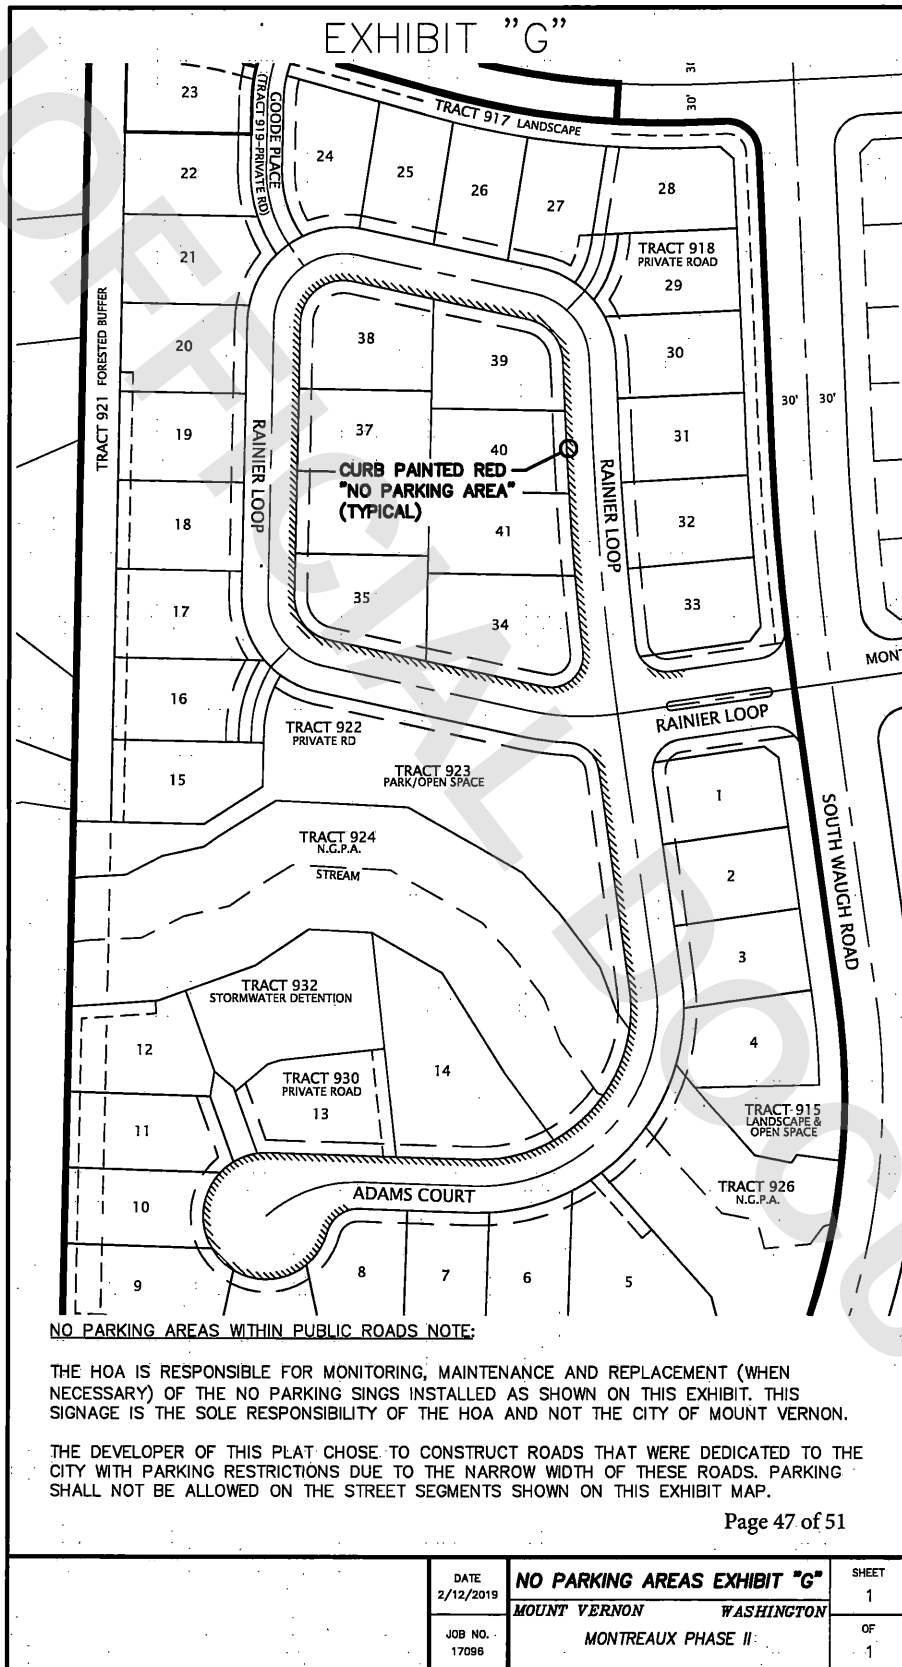 EXHIBIT "G"
23
GOODE PLACE
(TRACT 919-PRIVATE RD)
24
25
26
27
28
TRACT 917 LANDSCAPE
30'
22
21
20
19
18
17
16
15
TRACT 921 FORESTED BUFFER
TRACT 918
PRIVATE ROAD
29
30
31
32
33
30'
30'
38
39
37
40
41
35
34
CURB PAINTED RED
"NO PARKING AREA"
(TYPICAL)
RAINIER LOOP
RAINIER LOOP
RAINIER LOOP
MONT
TRACT 922
PRIVATE RD
TRACT 923
PARK/OPEN SPACE
TRACT 924
N.G.P.A.
STREAM
1
2
3
4
SOUTH WAUGH ROAD
TRACT 932
STORMWATER DETENTION
12
14
TRACT 930
PRIVATE ROAD
13
11
10
9
8
7
6
5
ADAMS COURT
TRACT 915
LANDSCAPE &
OPEN SPACE
TRACT 926
N.G.P.A.
NO PARKING AREAS WITHIN PUBLIC ROADS NOTE:
THE HOA IS RESPONSIBLE FOR MONITORING, MAINTENANCE AND REPLACEMENT (WHEN
NECESSARY) OF THE NO PARKING SINGS INSTALLED AS SHOWN ON THIS EXHIBIT. THIS
SIGNAGE IS THE SOLE RESPONSIBILITY OF THE HOA AND NOT THE CITY OF MOUNT VERNON.
THE DEVELOPER OF THIS PLAT CHOSE TO CONSTRUCT ROADS THAT WERE DEDICATED TO THE
CITY WITH PARKING RESTRICTIONS DUE TO THE NARROW WIDTH OF THESE ROADS. PARKING
SHALL NOT BE ALLOWED ON THE STREET SEGMENTS SHOWN ON THIS EXHIBIT MAP.
Page 47 of 51
DATE
2/12/2019
JOB NO.
17096
NO PARKING AREAS EXHIBIT "G"
MOUNT VERNON WASHINGTON
MONTREAUX PHASE II
SHEET
1
OF
1
OFFICIAL DOCU